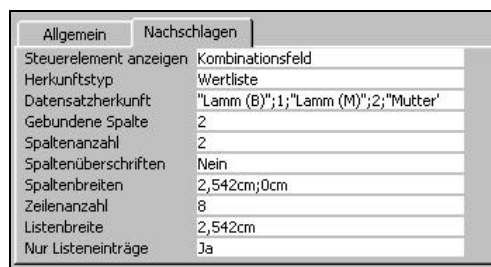 Allgemein Nachschlagen
Steuerelement anzeigen Kombinationsfeld
Herkunftstyp Wertliste
Datensatzherkunft "Lamm (B)";1;"Lamm (M)";2;"Mutter'
Gebundene Spalte 2
Spaltenanzahl 2
Spaltenüberschriften Nein
Spaltenbreiten 2,542cm;0cm
Zeilenanzahl 8
Listenbreite 2,542cm
Nur Listeneinträge Ja